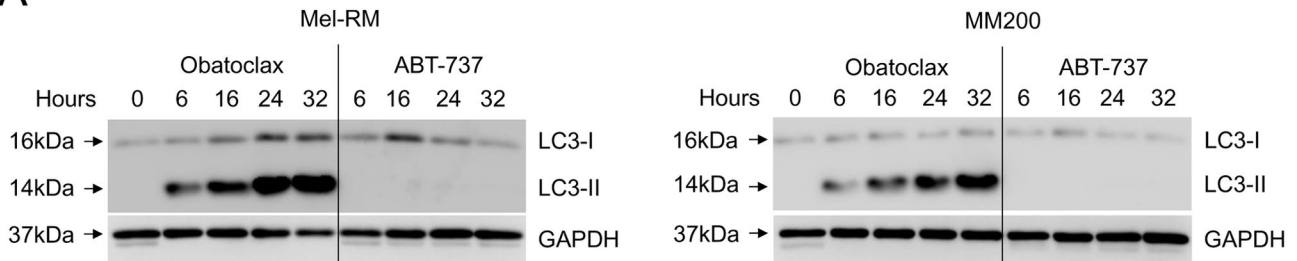 A
Mel-RM
Obatoclax ABT-737
Hours 0 6 16 24 32 6 16 24 32
16kDa LC3-I
14kDa LC3-II
37kDa GAPDH
MM200
Obatoclax ABT-737
Hours 0 6 16 24 32 6 16 24 32
16kDa LC3-I
14kDa LC3-II
37kDa GAPDH